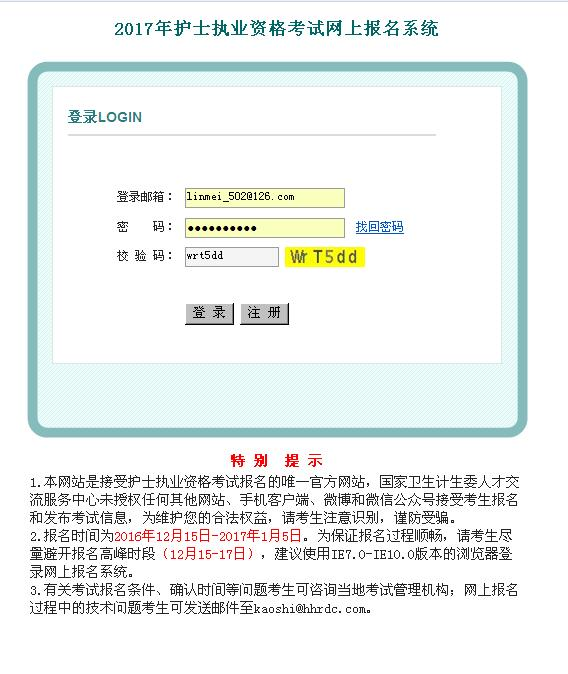 2017年护士执业资格考试网上报名系统
登录LOGIN
登录邮箱： linmei_502@126.com
密 码： ●●●●●●●●●● 找回密码
校 验 码： wrt5dd WrT5dd
登 录 注 册
特 别 提 示
1.本网站是接受护士执业资格考试报名的唯一官方网站，国家卫生计生委人才交
流服务中心未授权任何其他网站、手机客户端、微博和微信公众号接受考生报名
和发布考试信息，为维护您的合法权益，请考生注意识别，谨防受骗。
2.报名时间为2016年12月15日-2017年1月5日。为保证报名过程顺畅，请考生尽
量避开报名高峰时段（12月15-17日），建议使用IE7.0-IE10.0版本的浏览器登
录网上报名系统。
3.有关考试报名条件、确认时间等问题考生可咨询当地考试管理机构；网上报名
过程中的技术问题考生可发送邮件至kaoshi@hhrdc.com。